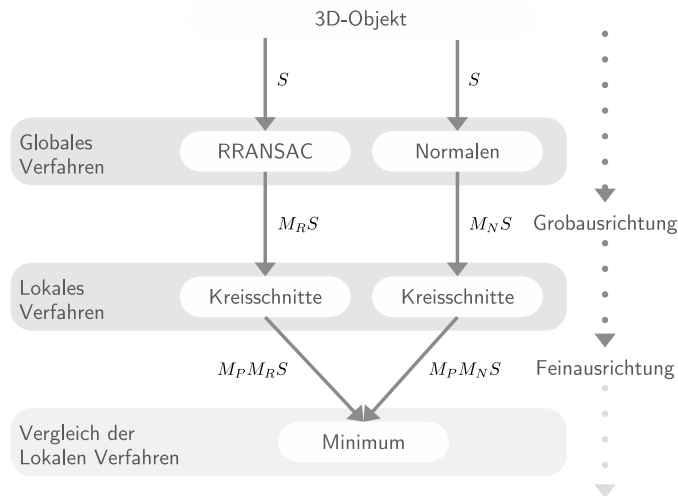 3D-Objekt
S
S
Globales
Verfahren
RRANSAC
Normalen
M_R S
M_N S
Grobausrichtung
Lokales
Verfahren
Kreisschnitte
Kreisschnitte
M_P M_R S
M_P M_N S
Feinausrichtung
Vergleich der
Lokalen Verfahren
Minimum